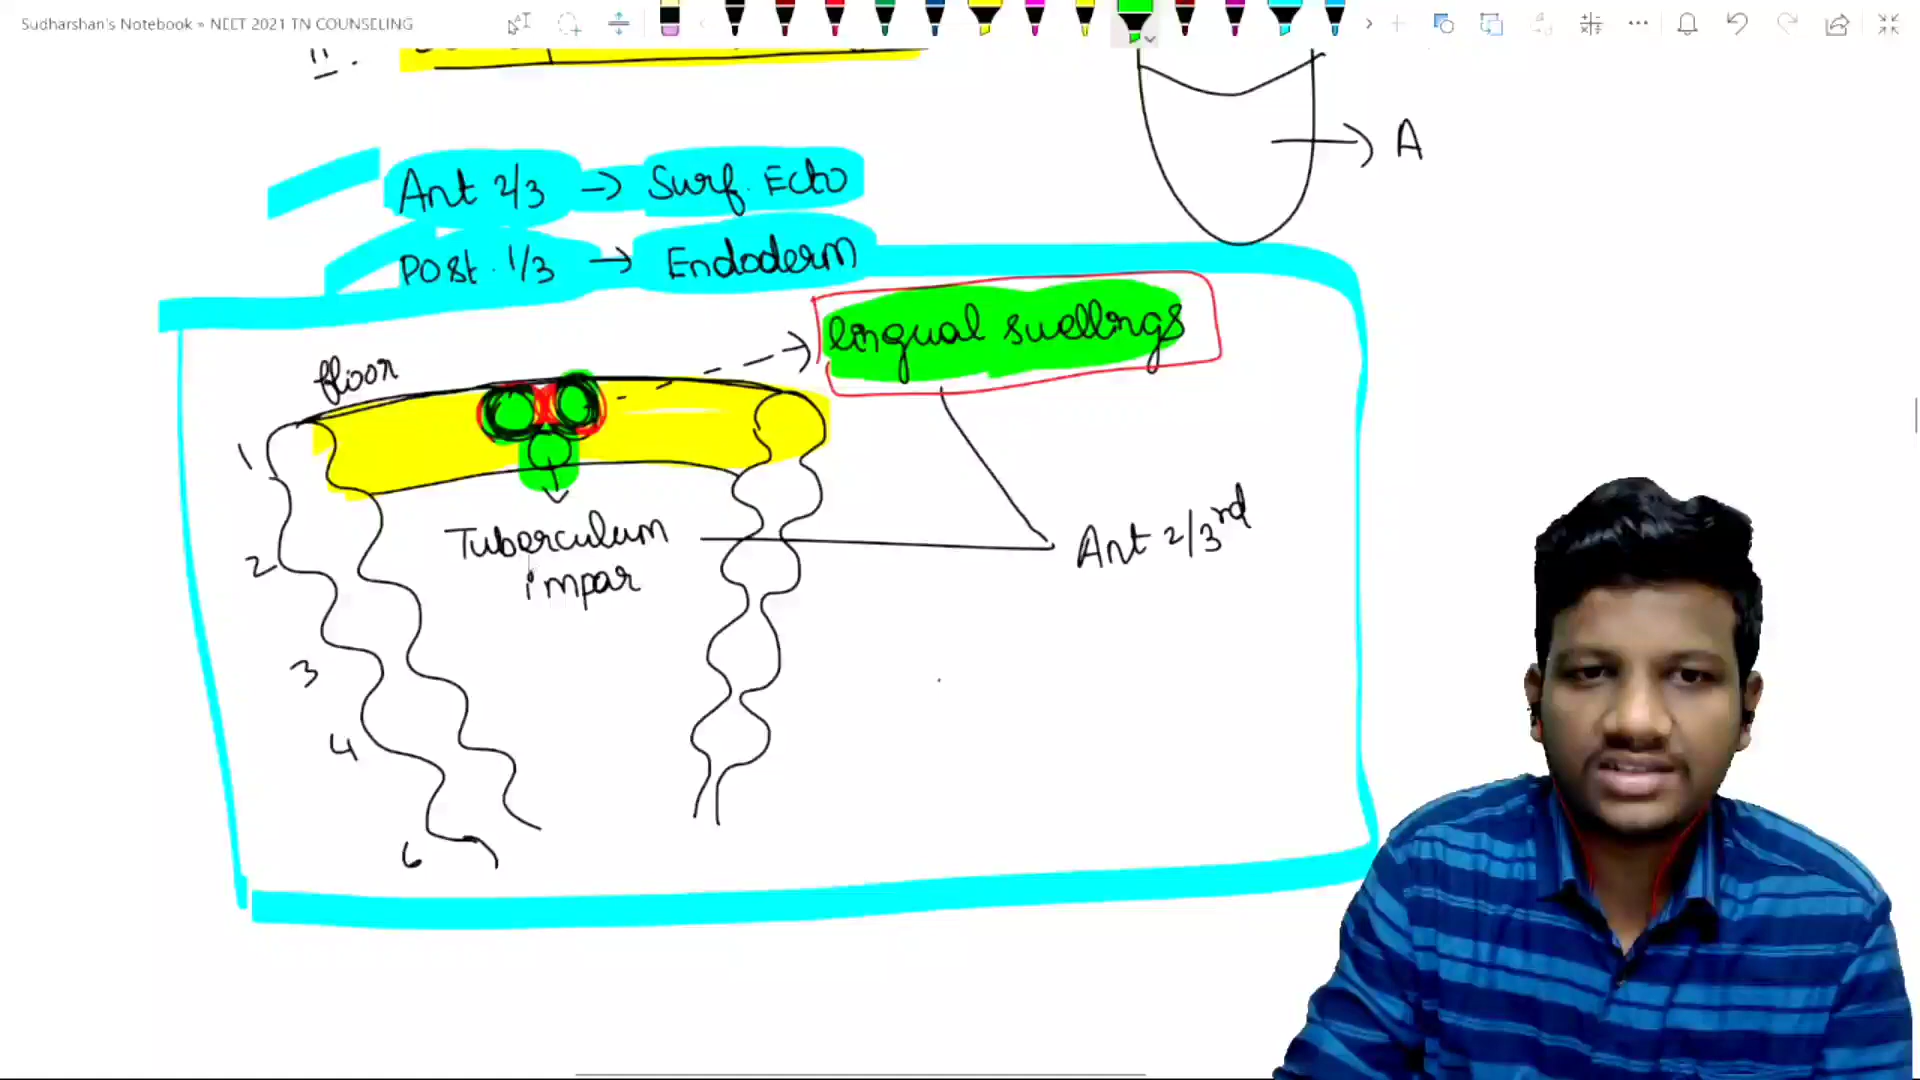 Sudharshan's Notebook » NEET 2021 TN COUNSELING
II.
A
Ant 2/3 → Surf. Ecto
Post. 1/3 → Endoderm
lingual swellings
floor
1
Tuberculum
impar
Ant 2/3rd
2
3
4
6